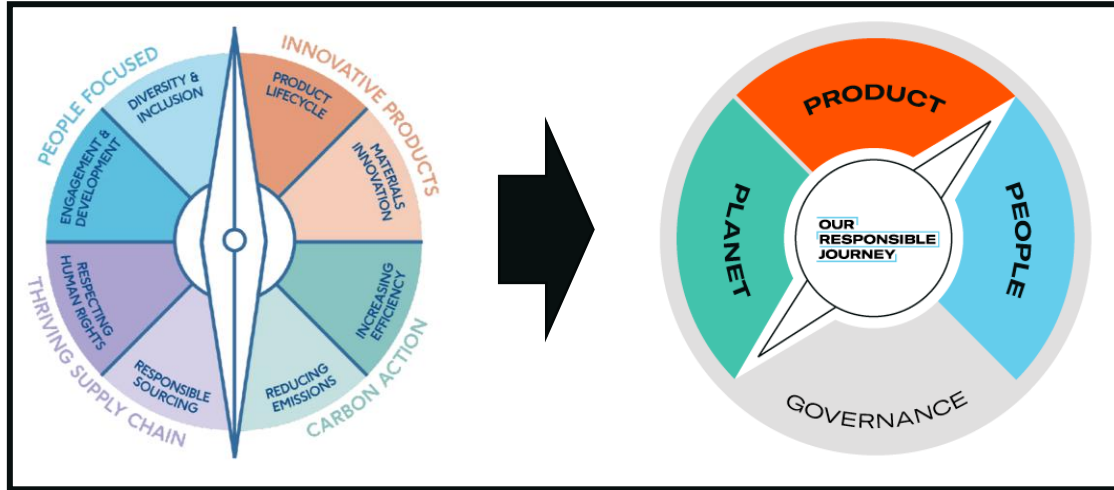 PEOPLE FOCUSED
INNOVATIVE PRODUCTS
DIVERSITY &
INCLUSION
PRODUCT
LIFECYCLE
ENGAGEMENT &
DEVELOPMENT
MATERIALS
INNOVATION
RESPECTING
HUMAN RIGHTS
INCREASING
EFFICIENCY
RESPONSIBLE
SOURCING
REDUCING
EMISSIONS
THRIVING SUPPLY CHAIN
CARBON ACTION
PRODUCT
PLANET
PEOPLE
OUR
RESPONSIBLE
JOURNEY
GOVERNANCE